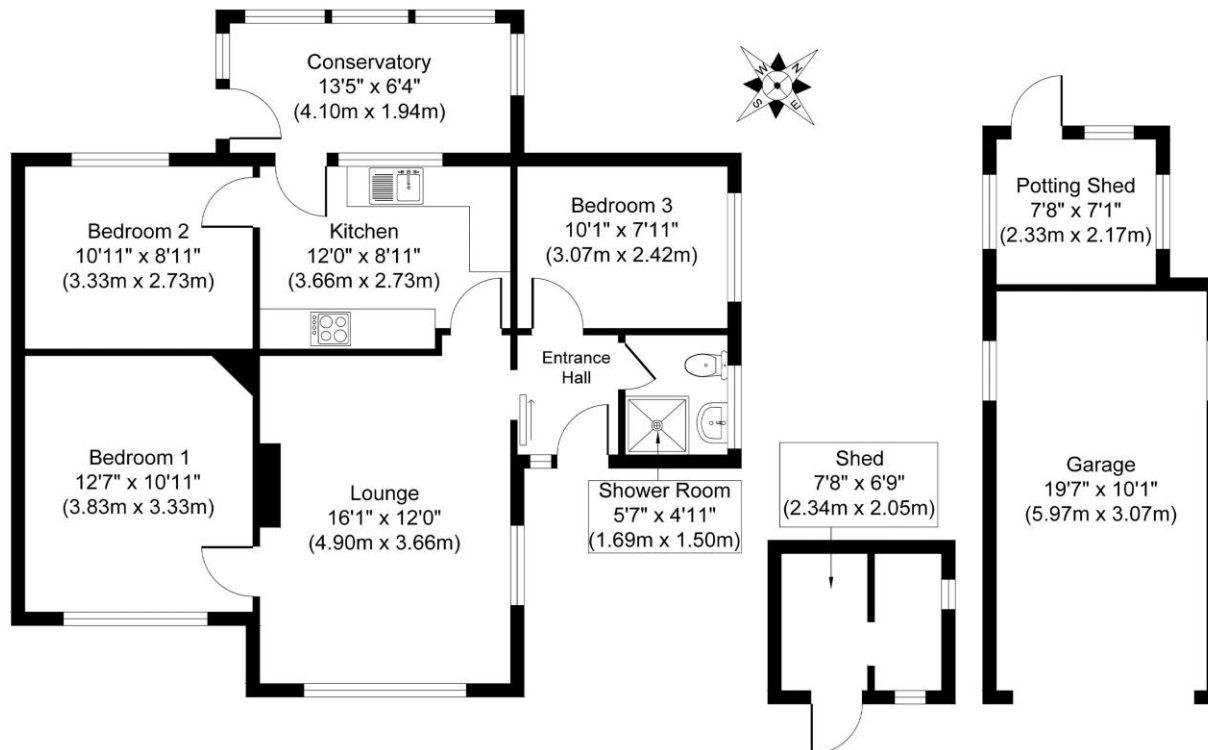 Conservatory
13'5" x 6'4"
(4.10m x 1.94m)
W
N
S
E
Bedroom 2
10'11" x 8'11"
(3.33m x 2.73m)
Kitchen
12'0" x 8'11"
(3.66m x 2.73m)
Bedroom 3
10'1" x 7'11"
(3.07m x 2.42m)
Potting Shed
7'8" x 7'1"
(2.33m x 2.17m)
Entrance
Hall
Bedroom 1
12'7" x 10'11"
(3.83m x 3.33m)
Lounge
16'1" x 12'0"
(4.90m x 3.66m)
Shower Room
5'7" x 4'11"
(1.69m x 1.50m)
Shed
7'8" x 6'9"
(2.34m x 2.05m)
Garage
19'7" x 10'1"
(5.97m x 3.07m)